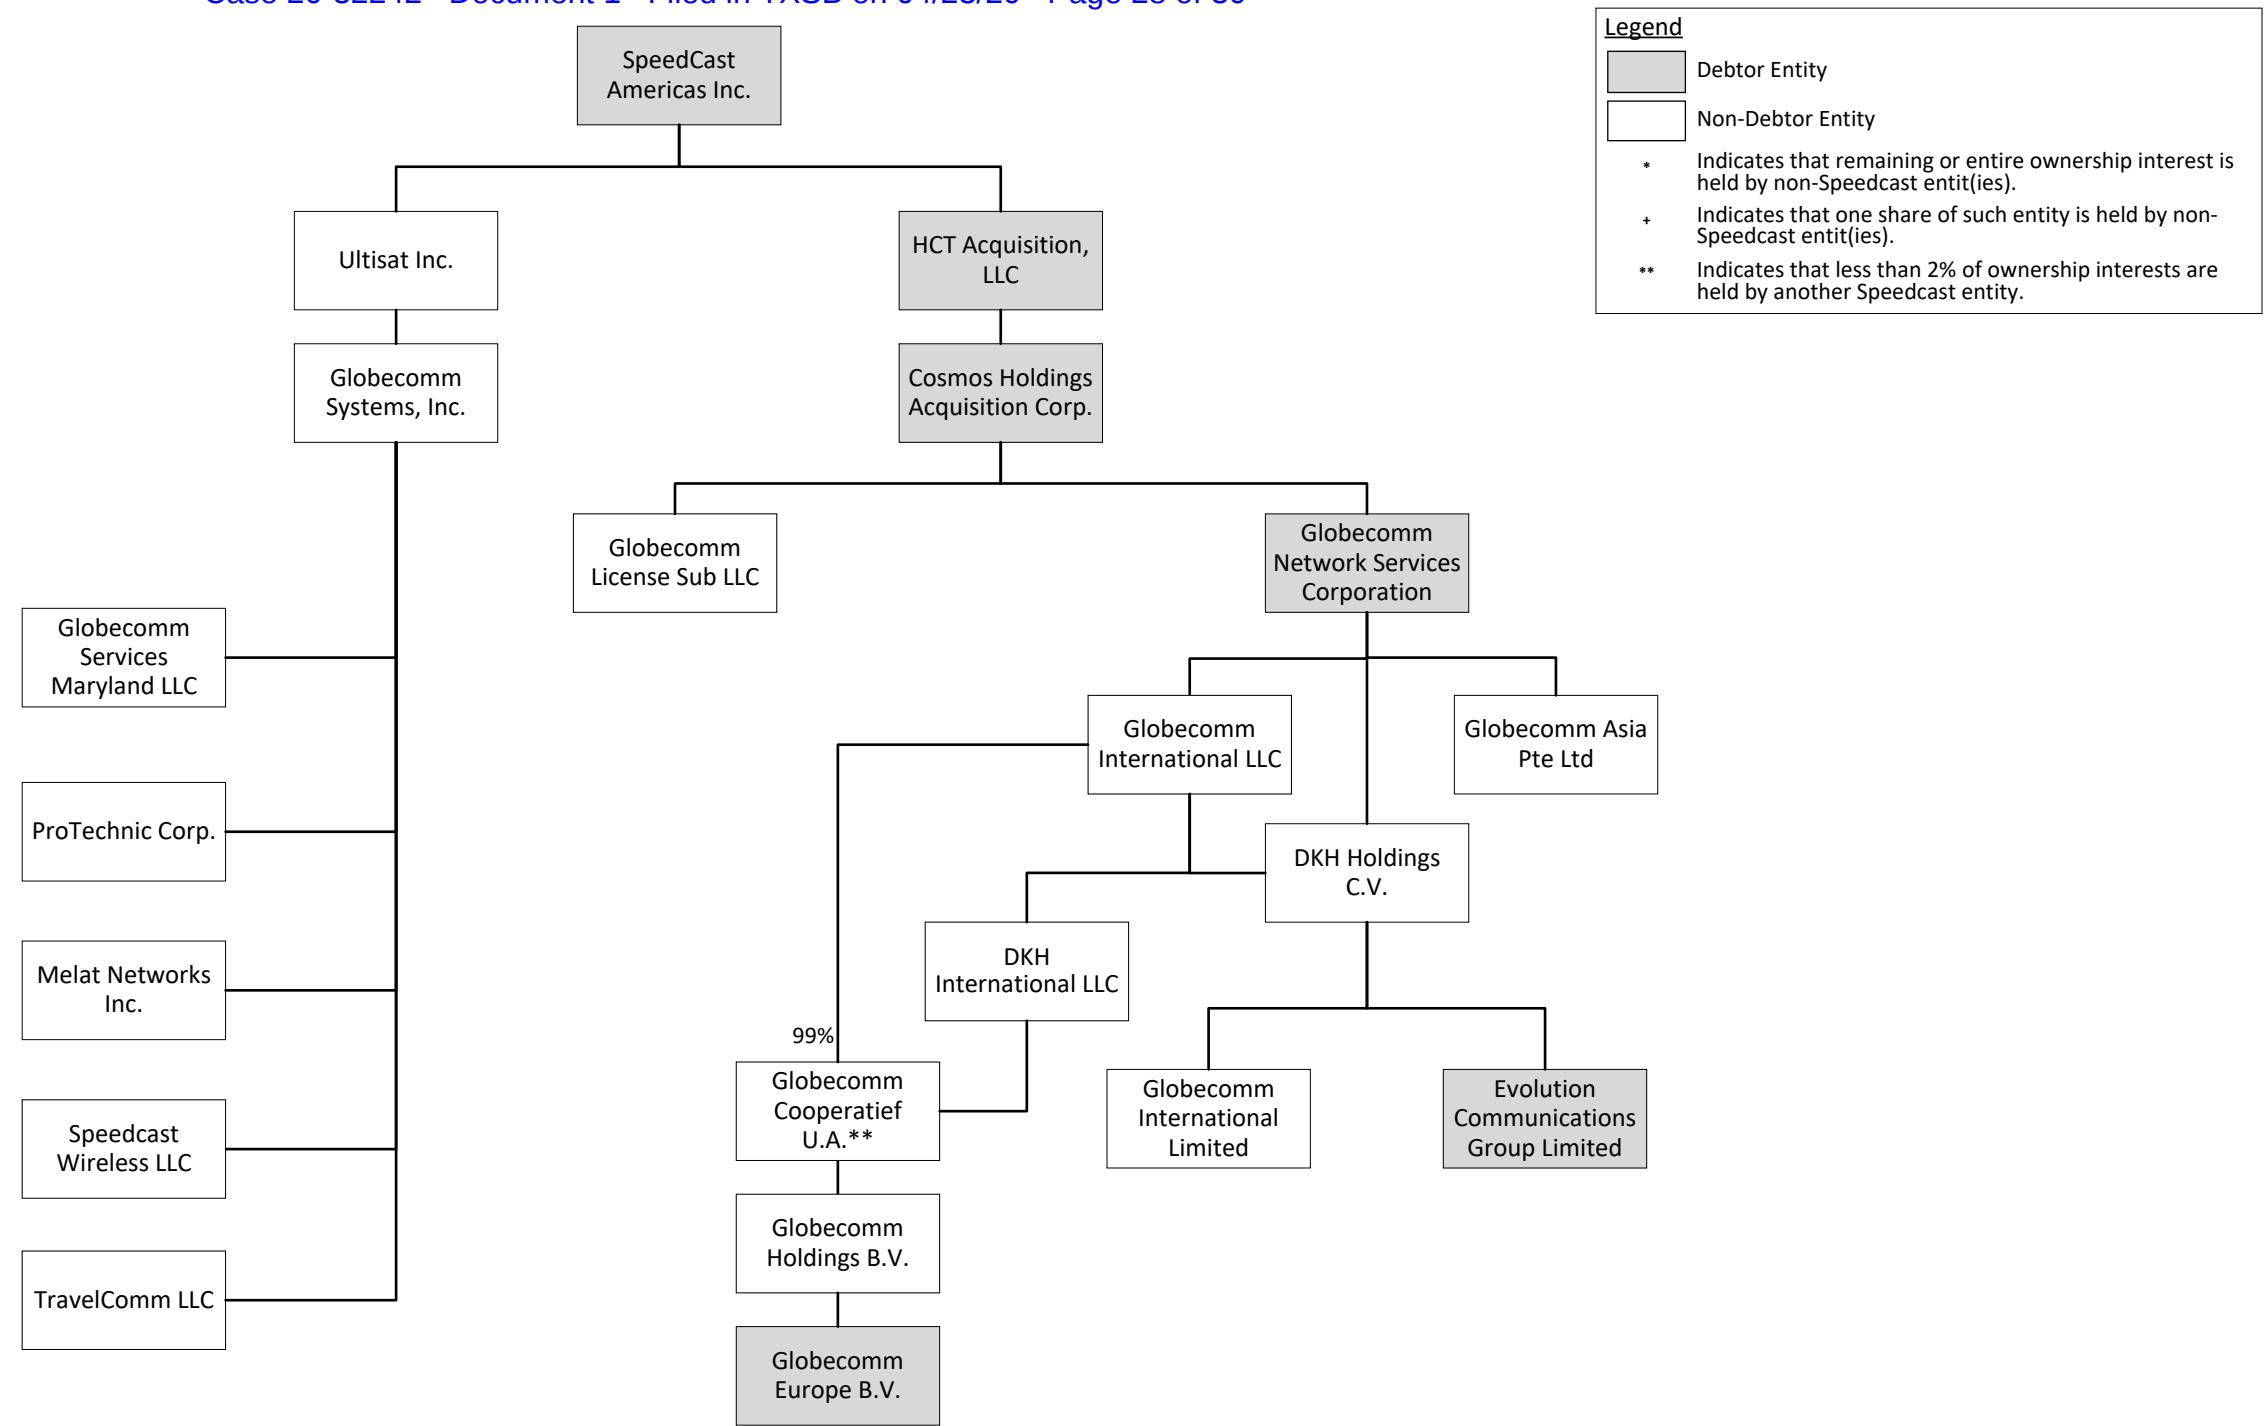 SpeedCast
Americas Inc.
Legend
Debtor Entity
Non-Debtor Entity
* Indicates that remaining or entire ownership interest is
held by non-Speedcast entit(ies).
+ Indicates that one share of such entity is held by non-
Speedcast entit(ies).
** Indicates that less than 2% of ownership interests are
held by another Speedcast entity.
Ultisat Inc.
HCT Acquisition,
LLC
Globecomm
Systems, Inc.
Cosmos Holdings
Acquisition Corp.
Globecomm
License Sub LLC
Globecomm
Network Services
Corporation
Globecomm
Services
Maryland LLC
Globecomm
International LLC
Globecomm Asia
Pte Ltd
ProTechnic Corp.
DKH Holdings
C.V.
Melat Networks
Inc.
DKH
International LLC
99%
Globecomm
Cooperatief
U.A.**
Globecomm
International
Limited
Evolution
Communications
Group Limited
Speedcast
Wireless LLC
Globecomm
Holdings B.V.
TravelComm LLC
Globecomm
Europe B.V.